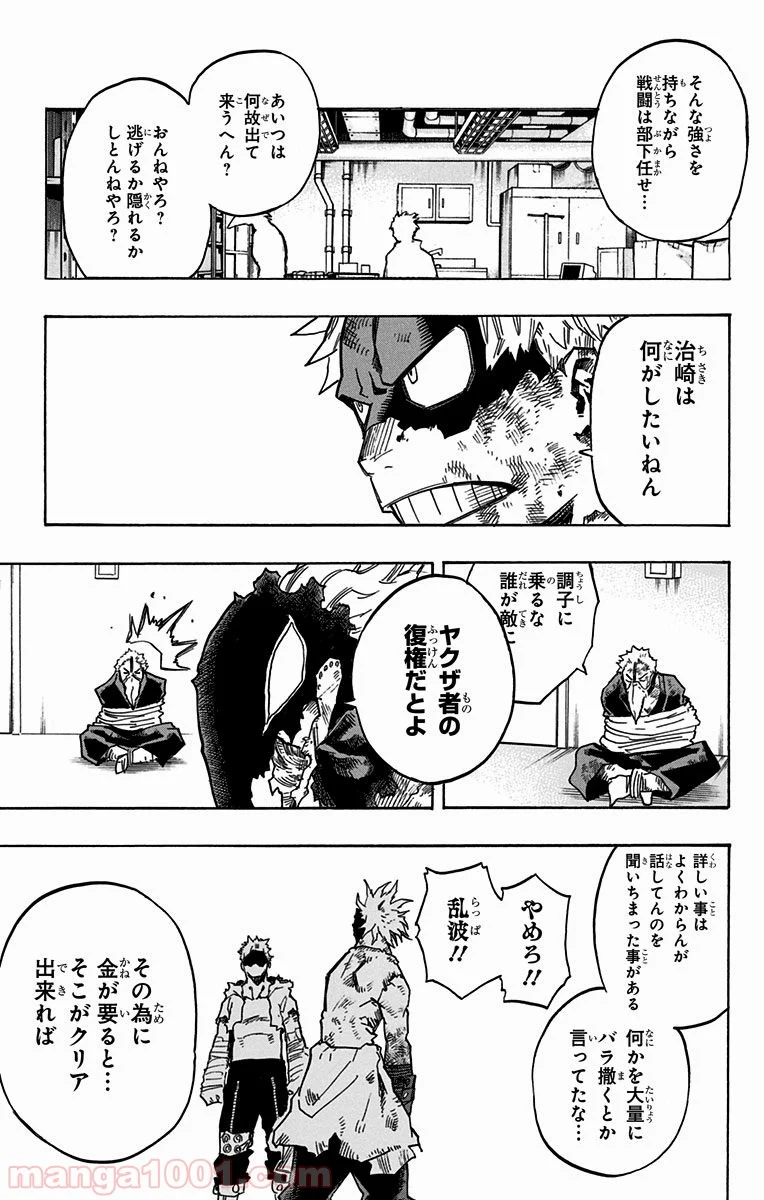 そんな強さを
持ちながら
戦闘は部下任せ…
あいつは
何故出て
来うへん?
おんねやろ?
逃げるか隠れるか
しとんねやろ?
治崎は
何がしたいねん
調子に
乗るな
誰が敵に
ヤクザ者の
復権だとよ
詳しい事は
よくわからんが
話してんのを
聞いちまった事がある
何かを大量に
バラ撒くとか
言ってたな…
やめろ!!
乱波!!
その為に
金が要ると…
そこがクリア
出来れば
manga1001.com